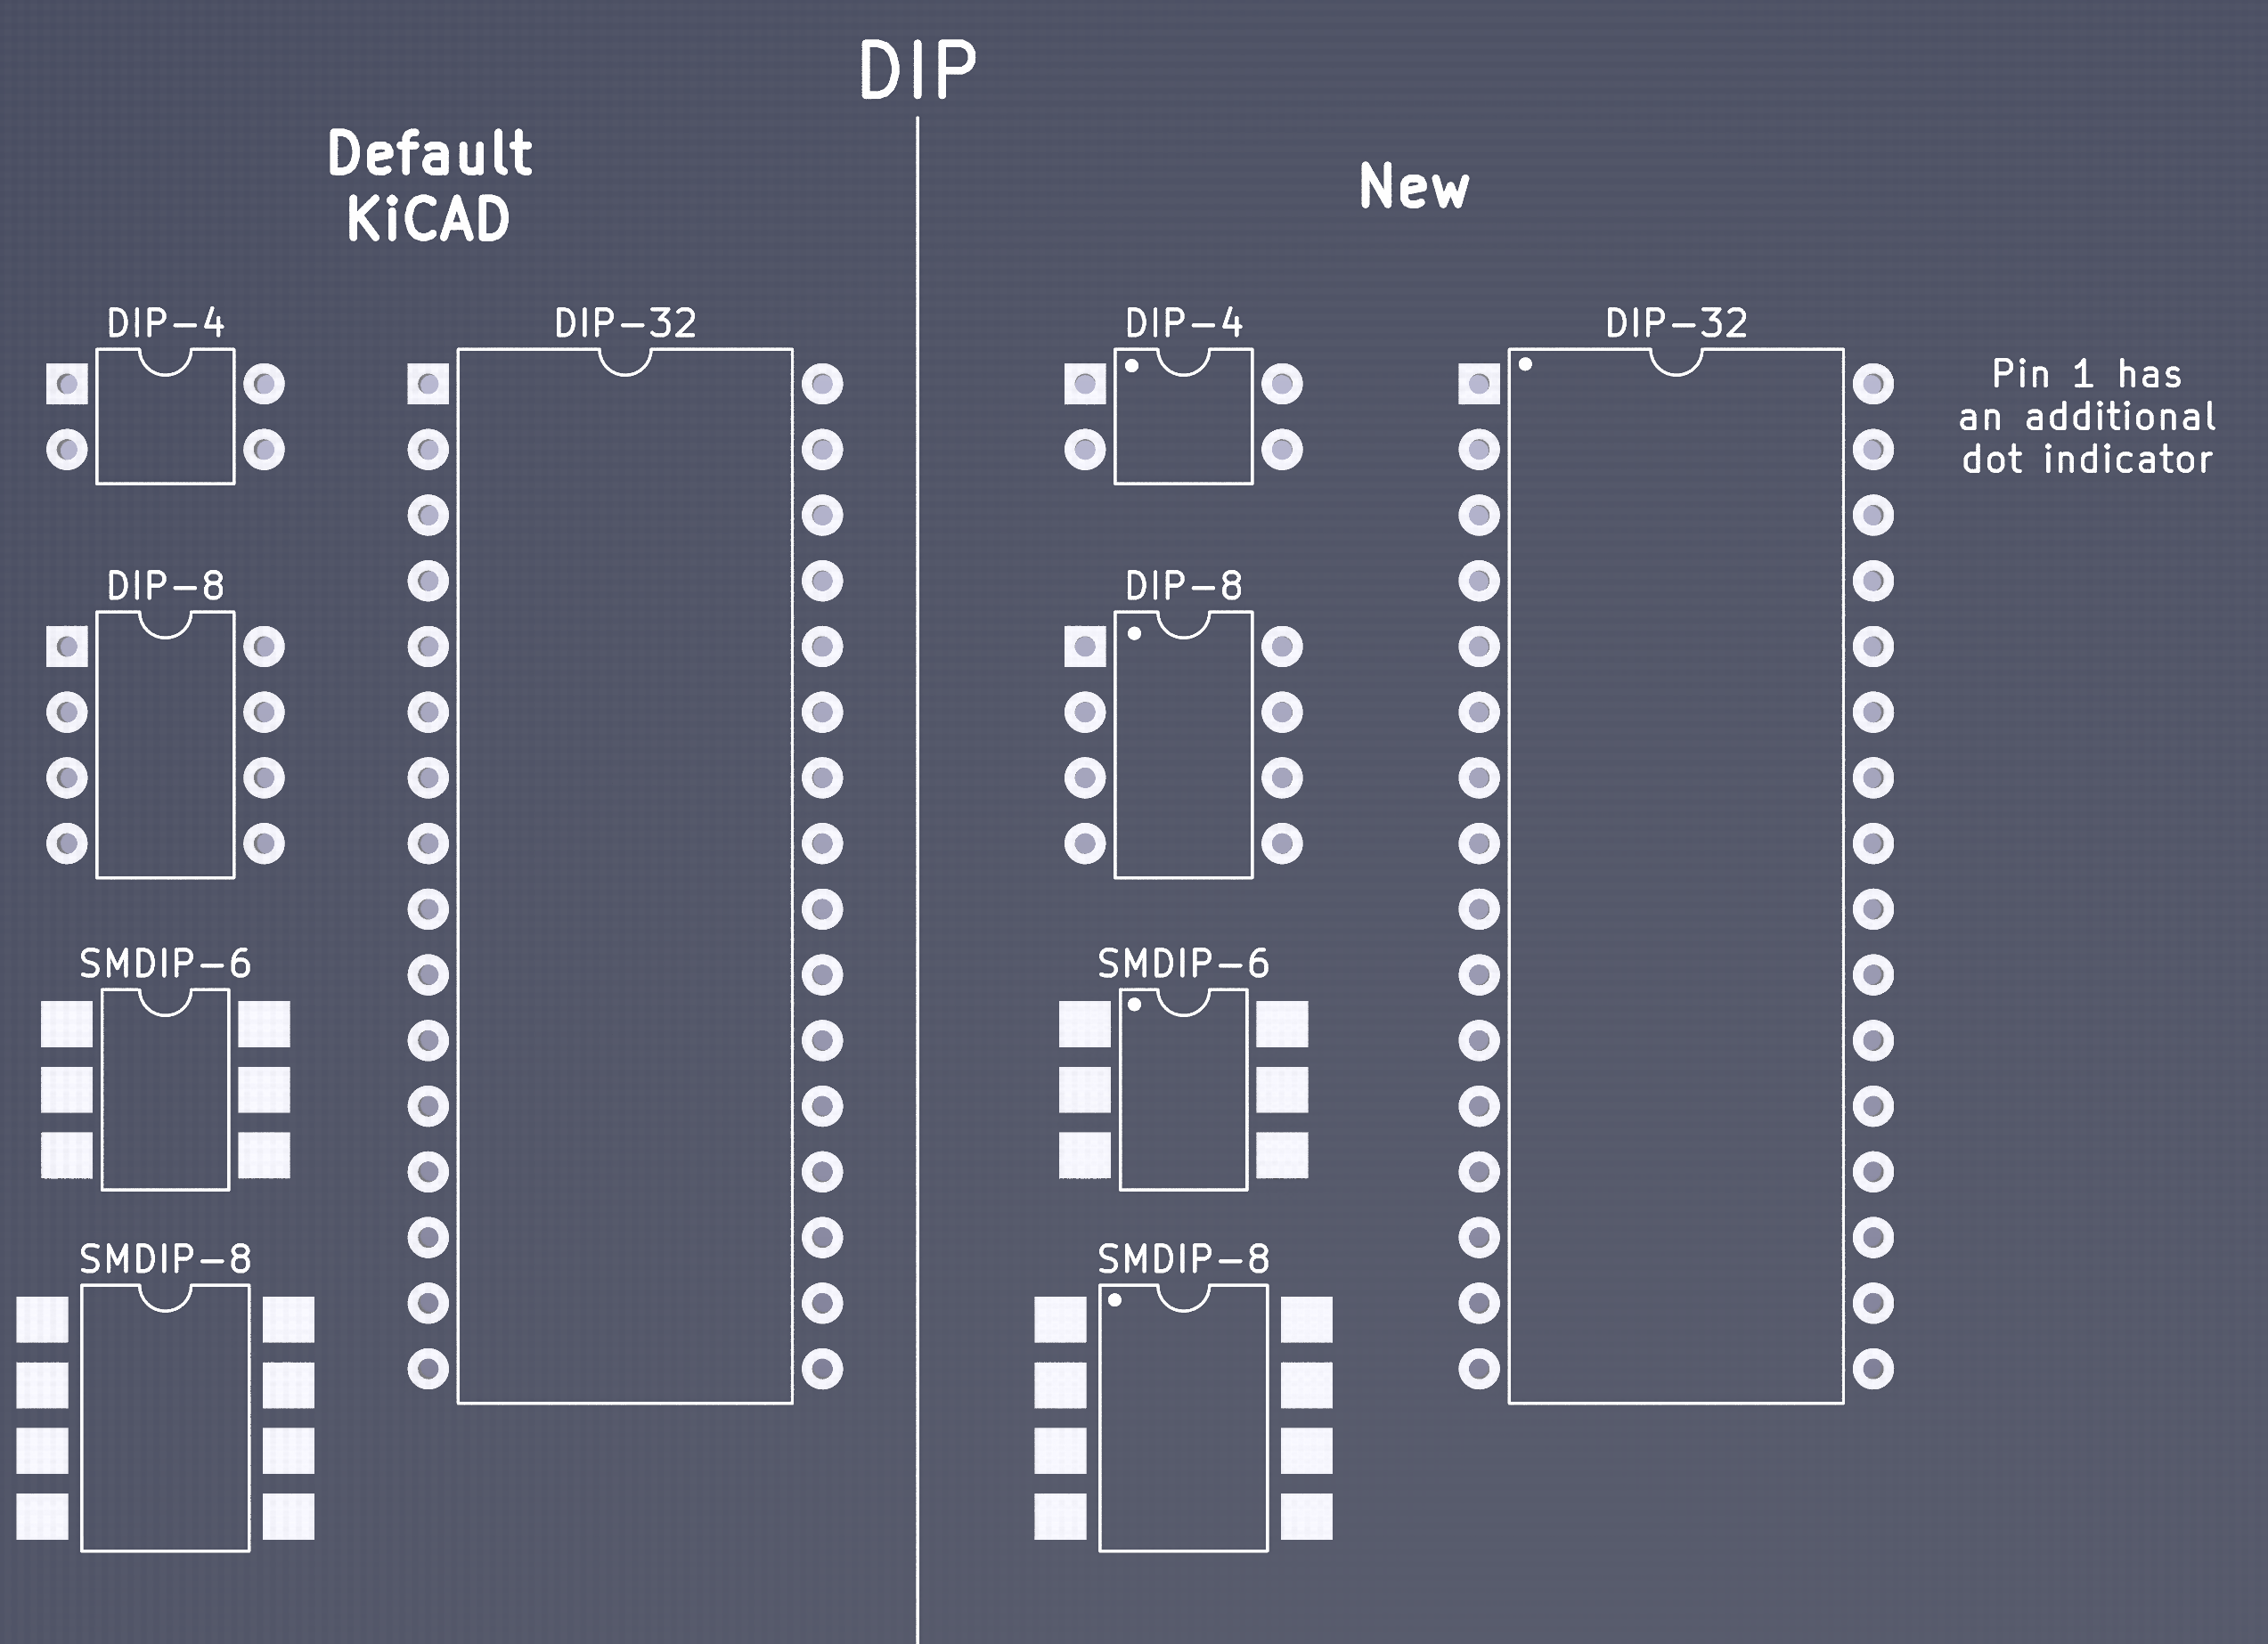 DIP
Default
KiCAD
DIP-4
DIP-32
DIP-8
SMDIP-6
SMDIP-8
New
DIP-4
DIP-32
Pin 1 has
an additional
dot indicator
DIP-8
SMDIP-6
SMDIP-8